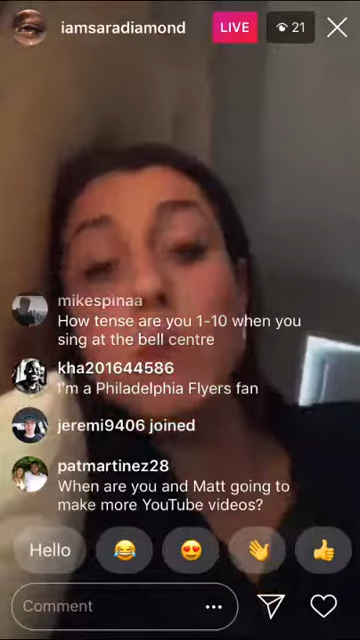 iamsaradiamond
LIVE
21
mikespinaa
How tense are you 1-10 when you
sing at the bell centre
kha201644586
I'm a Philadelphia Flyers fan
jeremi9406 joined
patmartinez28
When are you and Matt going to
make more YouTube videos?
Hello
Comment